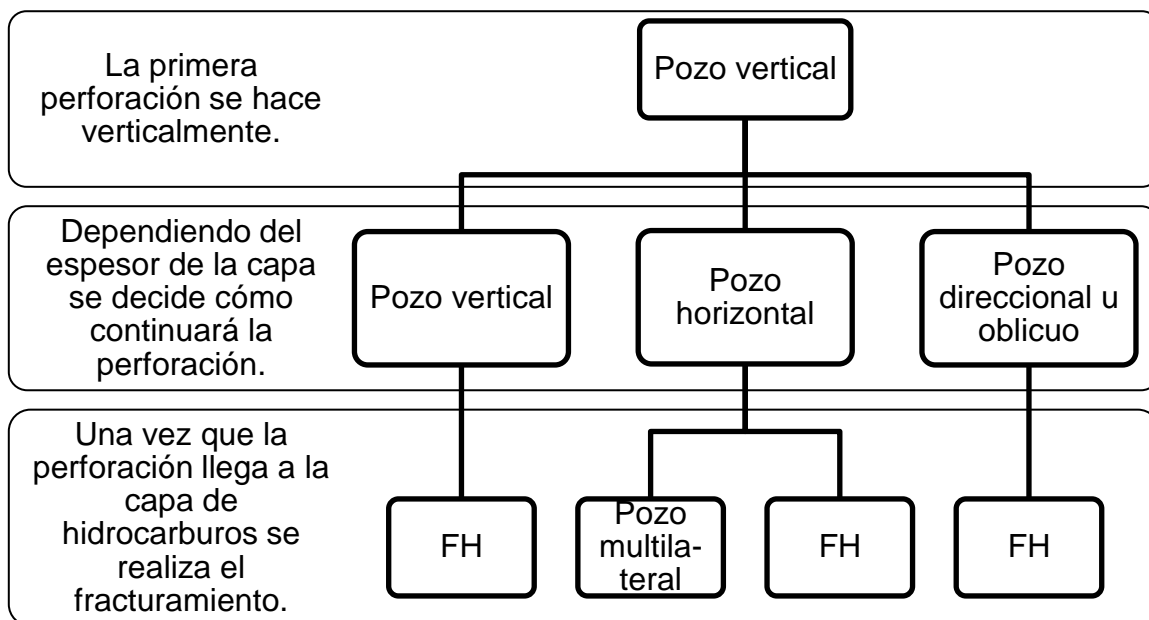 La primera
perforación se hace
verticalmente.
Pozo vertical
Dependiendo del
espesor de la capa
se decide cómo
continuará la
perforación.
Pozo vertical
Pozo
horizontal
Pozo
direccional u
oblicuo
Una vez que la
perforación llega a la
capa de
hidrocarburos se
realiza el
fracturamiento.
FH
Pozo
multila-
teral
FH
FH